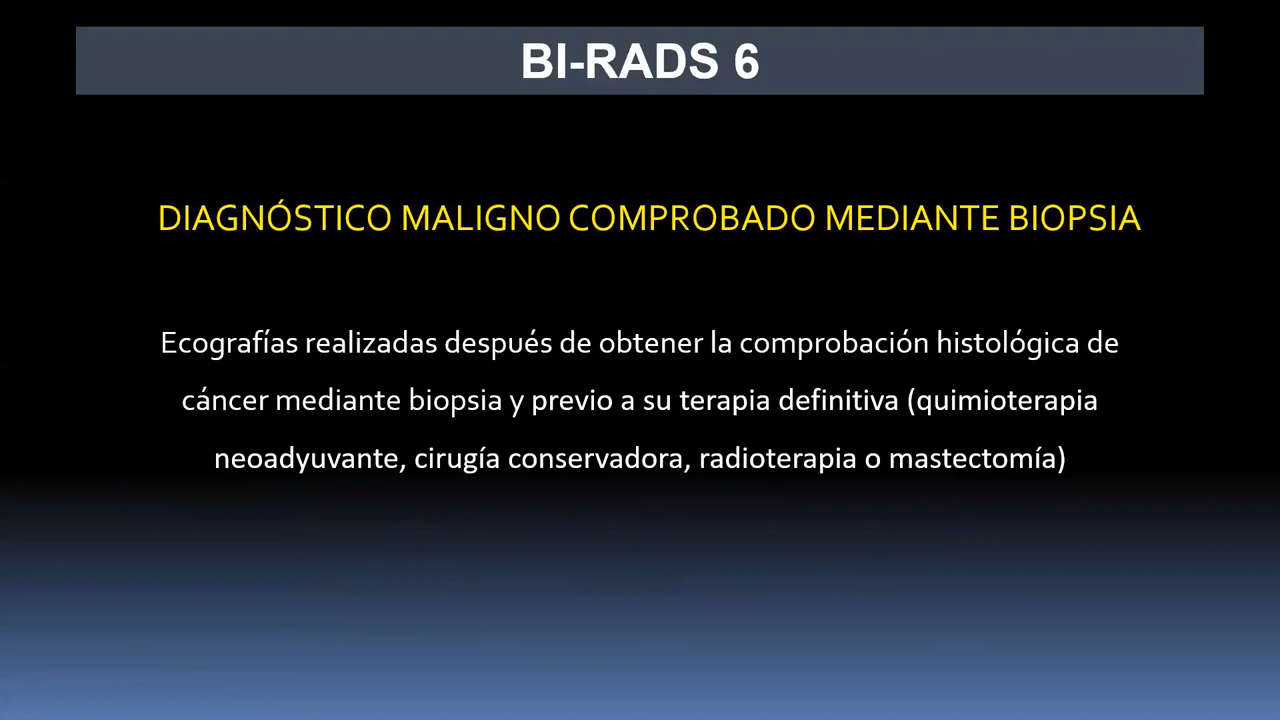 BI-RADS 6
DIAGNÓSTICO MALIGNO COMPROBADO MEDIANTE BIOPSIA
Ecografías realizadas después de obtener la comprobación histológica de
cáncer mediante biopsia y previo a su terapia definitiva (quimioterapia
neoadyuvante, cirugía conservadora, radioterapia o mastectomía)